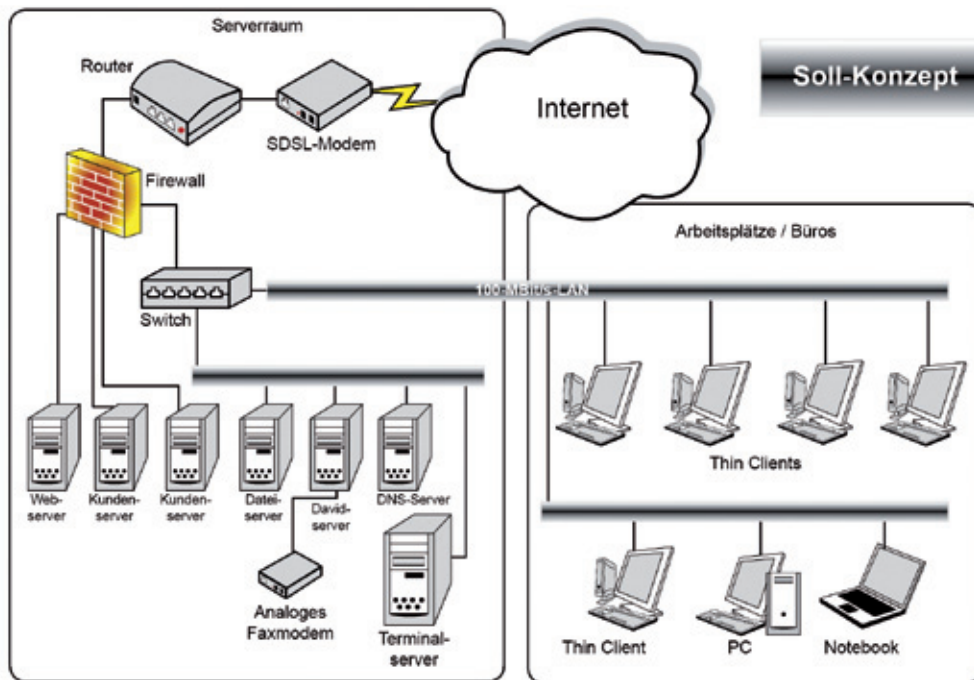 Serverraum
Router
SDSL-Modem
Internet
Soll-Konzept
Firewall
Arbeitsplätze / Büros
100-MBit/s-LAN
Switch
Thin Clients
Web-
server
Kunden-
server
Kunden-
server
Datei-
server
David-
server
DNS-Server
Analoges
Faxmodem
Terminal-
server
Thin Client
PC
Notebook